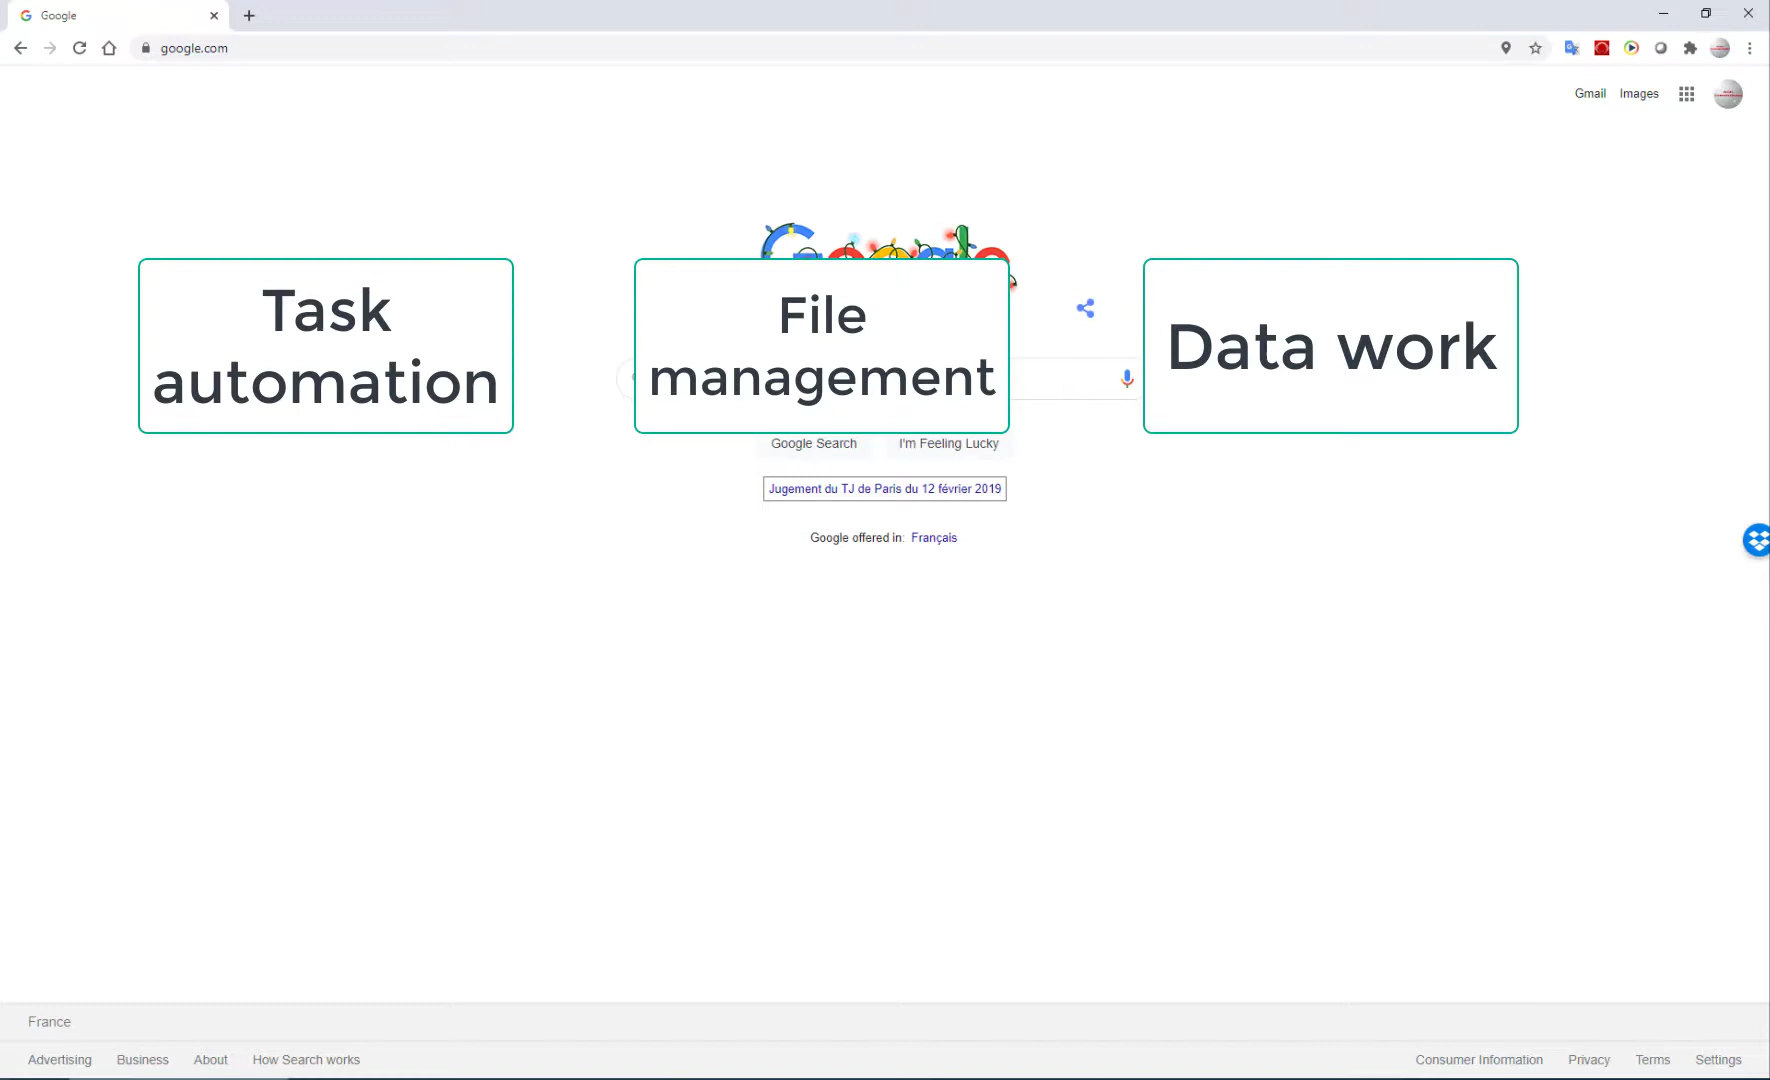 Google
google.com
Gmail Images
Task
automation
File
management
Data work
Google Search I'm Feeling Lucky
Jugement du TJ de Paris du 12 février 2019
Google offered in: Français
France
Advertising Business About How Search works
Consumer Information Privacy Terms Settings